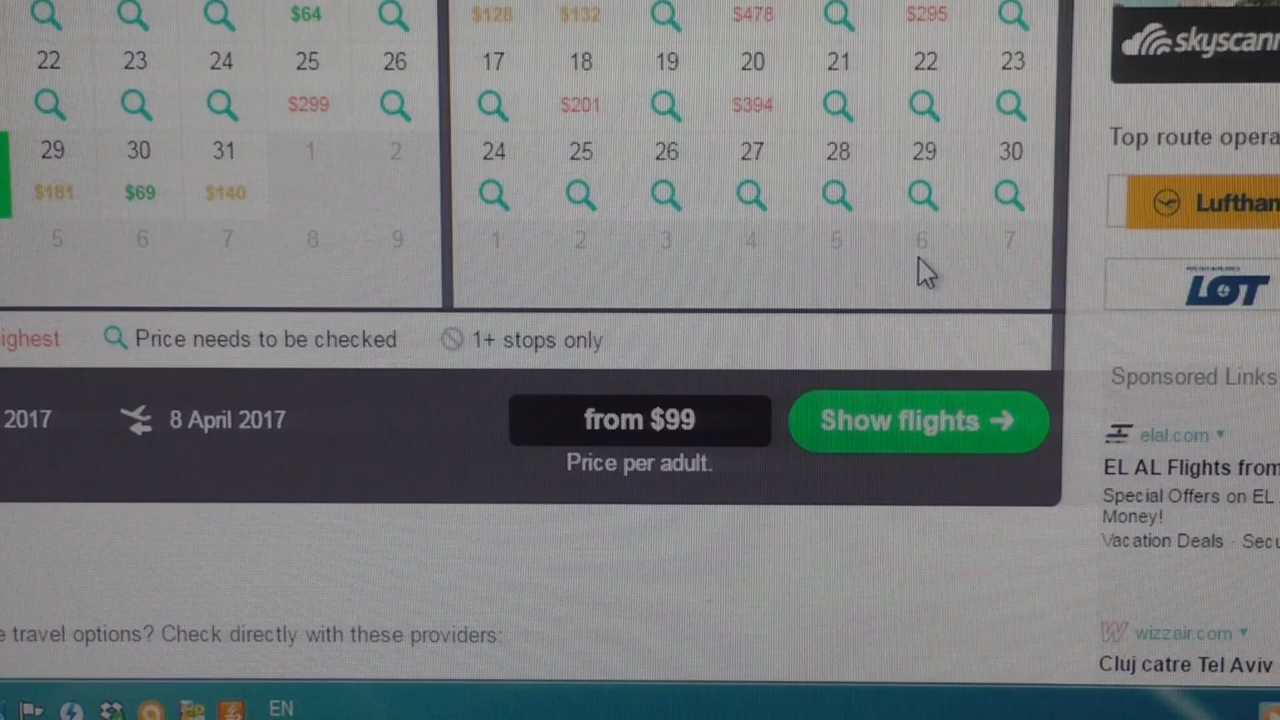 $64 $128 $132 $478 $295
22 23 24 25 26 17 18 19 20 21 22 23
$299 $201 $394
29 30 31 1 2 24 25 26 27 28 29 30
$181 $69 $140
5 6 7 8 9 1 2 3 4 5 6 7
ighest Price needs to be checked 1+ stops only
2017 8 April 2017 from $99 Show flights →
Price per adult.
e travel options? Check directly with these providers:
EN
skyscann
Top route opera
Lufthan
LOT
Sponsored Links
elal.com
EL AL Flights from
Special Offers on EL
Money!
Vacation Deals · Secu
wizzair.com
Cluj catre Tel Aviv